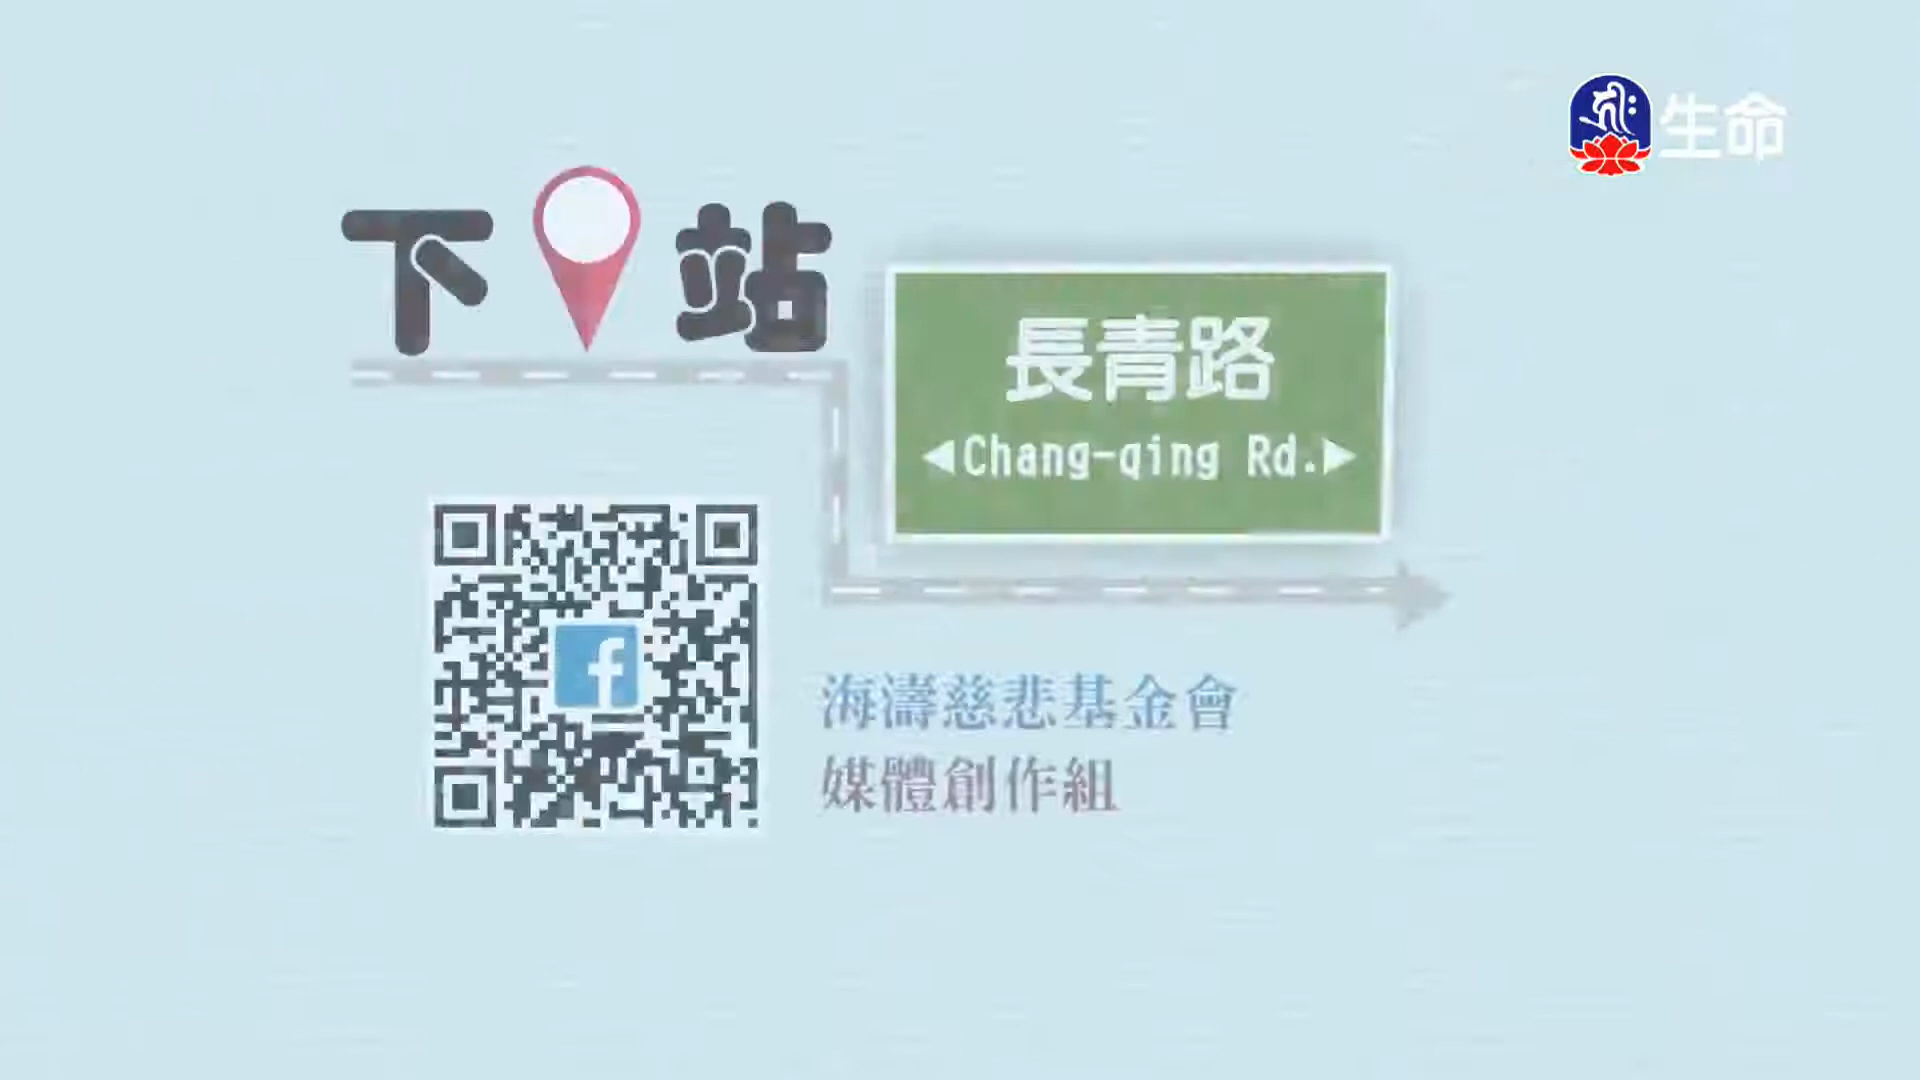 生命
下站
長青路
◀Chang-qing Rd.▶
f
海濤慈悲基金會
媒體創作組